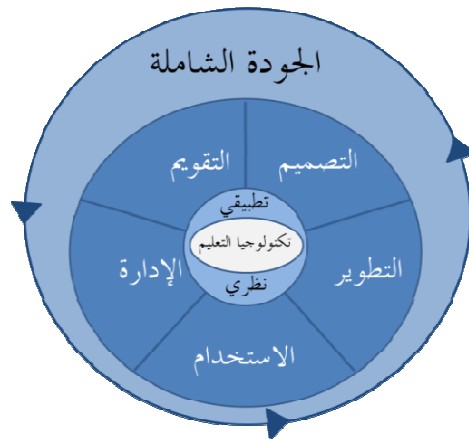 الجودة الشاملة
التصميم
التقويم
تطبيقي
تكنولوجيا التعليم
نظري
التطوير
الإدارة
الاستخدام